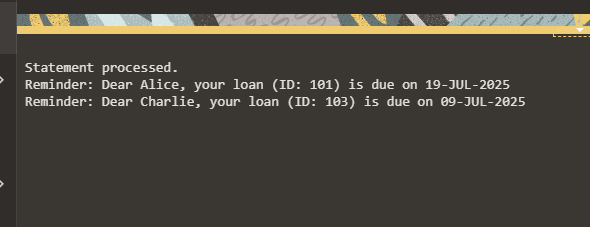 Statement processed.
Reminder: Dear Alice, your loan (ID: 101) is due on 19-JUL-2025
Reminder: Dear Charlie, your loan (ID: 103) is due on 09-JUL-2025